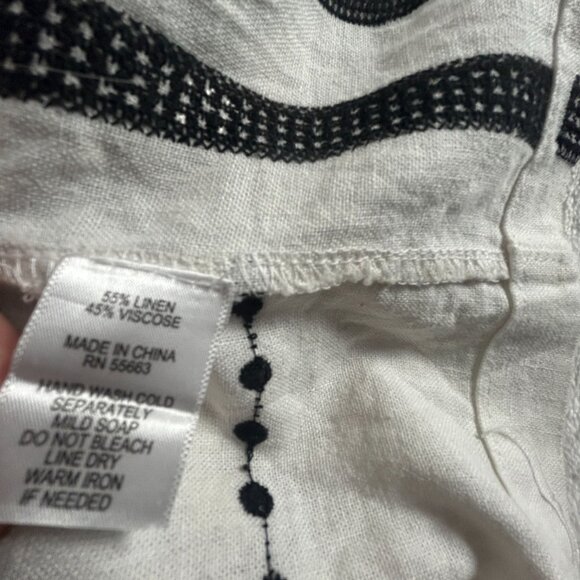 55% LINEN
45% VISCOSE
MADE IN CHINA
RN 55663
HAND WASH COLD
SEPARATELY
MILD SOAP
DO NOT BLEACH
LINE DRY
WARM IRON
IF NEEDED